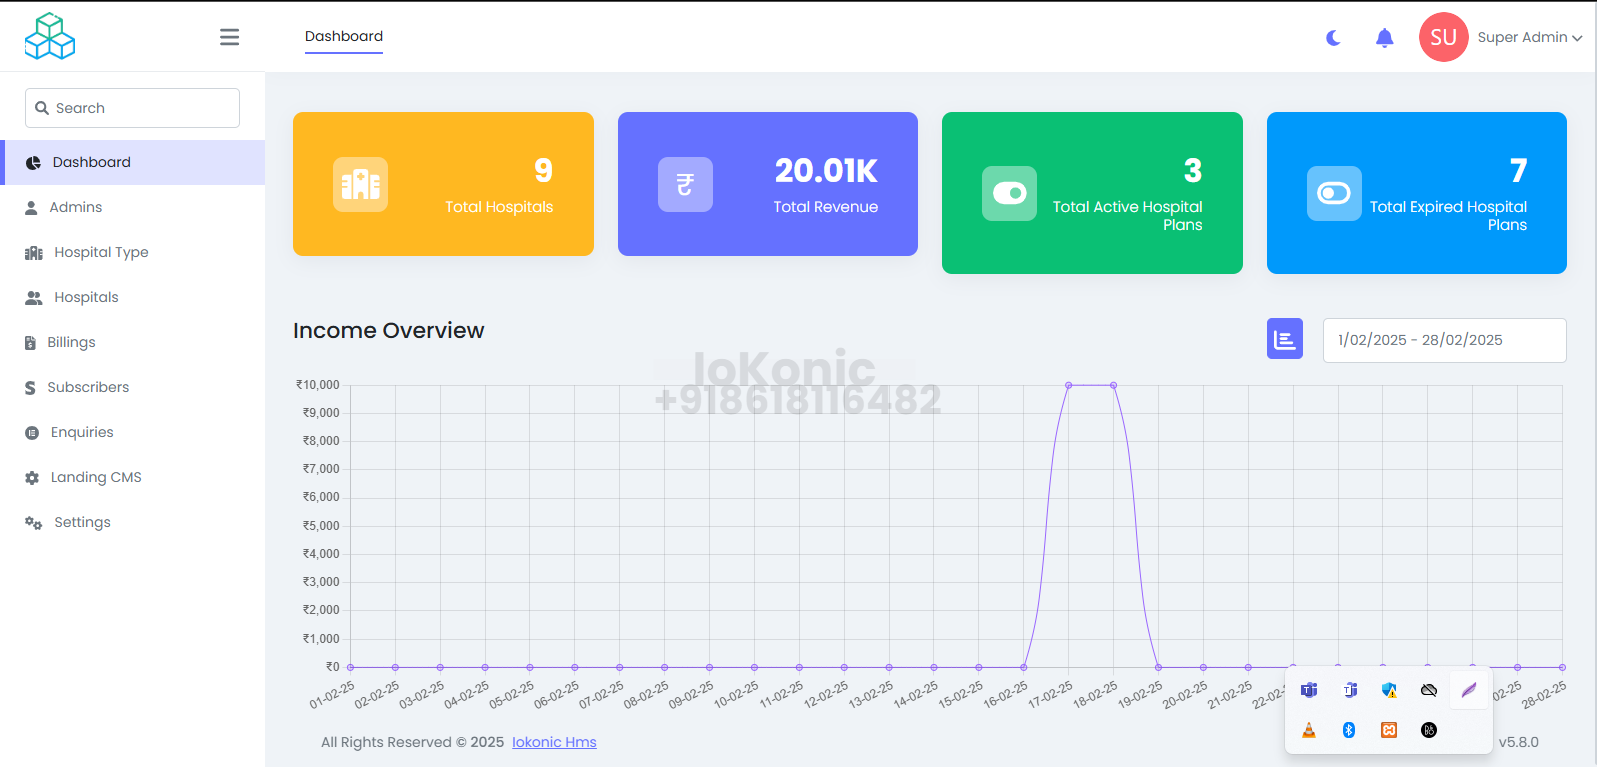 Dashboard
SU
Super Admin
Search
Dashboard
Admins
Hospital Type
Hospitals
Billings
Subscribers
Enquiries
Landing CMS
Settings
9
Total Hospitals
₹
20.01K
Total Revenue
3
Total Active Hospital
Plans
7
Total Expired Hospital
Plans
Income Overview
1/02/2025 - 28/02/2025
IoKonic
+918618116482
₹10,000
₹9,000
₹8,000
₹7,000
₹6,000
₹5,000
₹4,000
₹3,000
₹2,000
₹1,000
₹0
01-02-25 02-02-25 03-02-25 04-02-25 05-02-25 06-02-25 07-02-25 08-02-25 09-02-25 10-02-25 11-02-25 12-02-25 13-02-25 14-02-25 15-02-25 16-02-25 17-02-25 18-02-25 19-02-25 20-02-25 21-02-25 22-02-25 28-02-25
All Rights Reserved © 2025 Iokonic Hms
v5.8.0